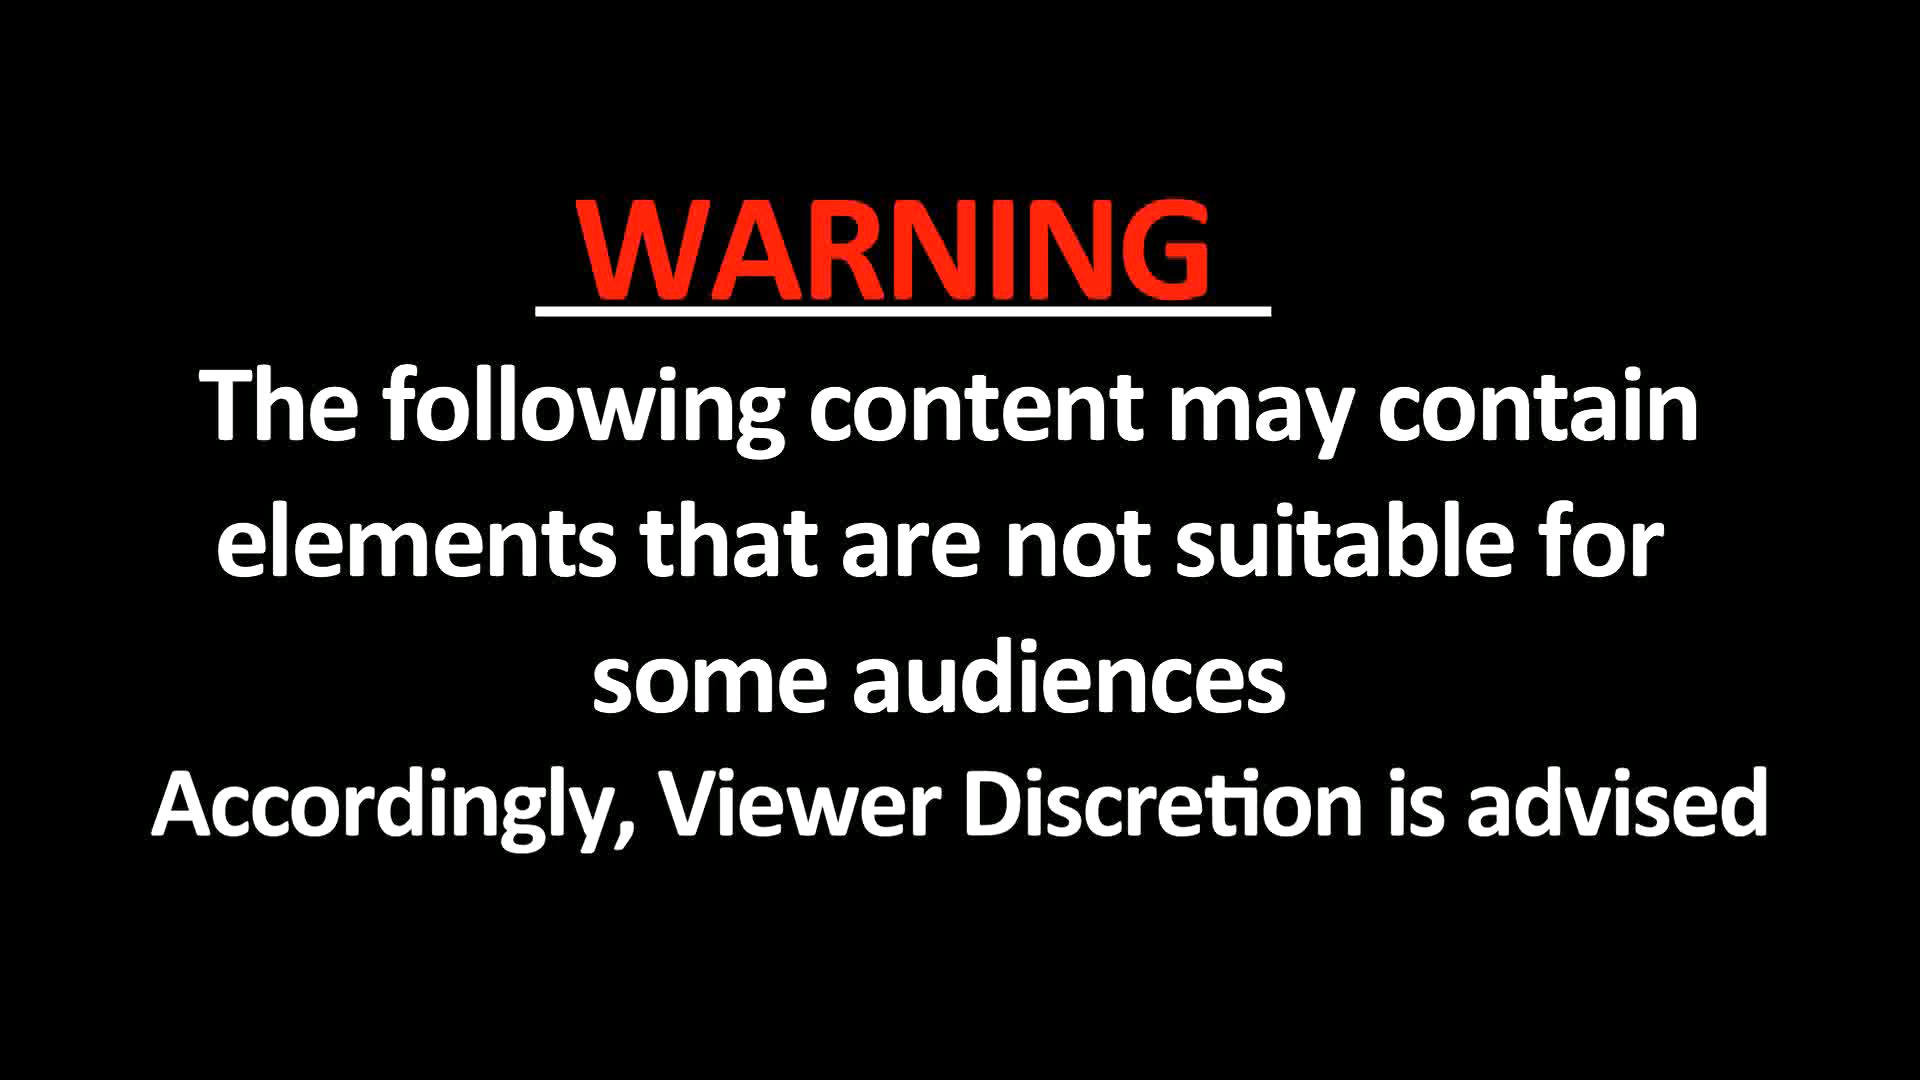 WARNING
The following content may contain
elements that are not suitable for
some audiences
Accordingly, Viewer Discretion is advised